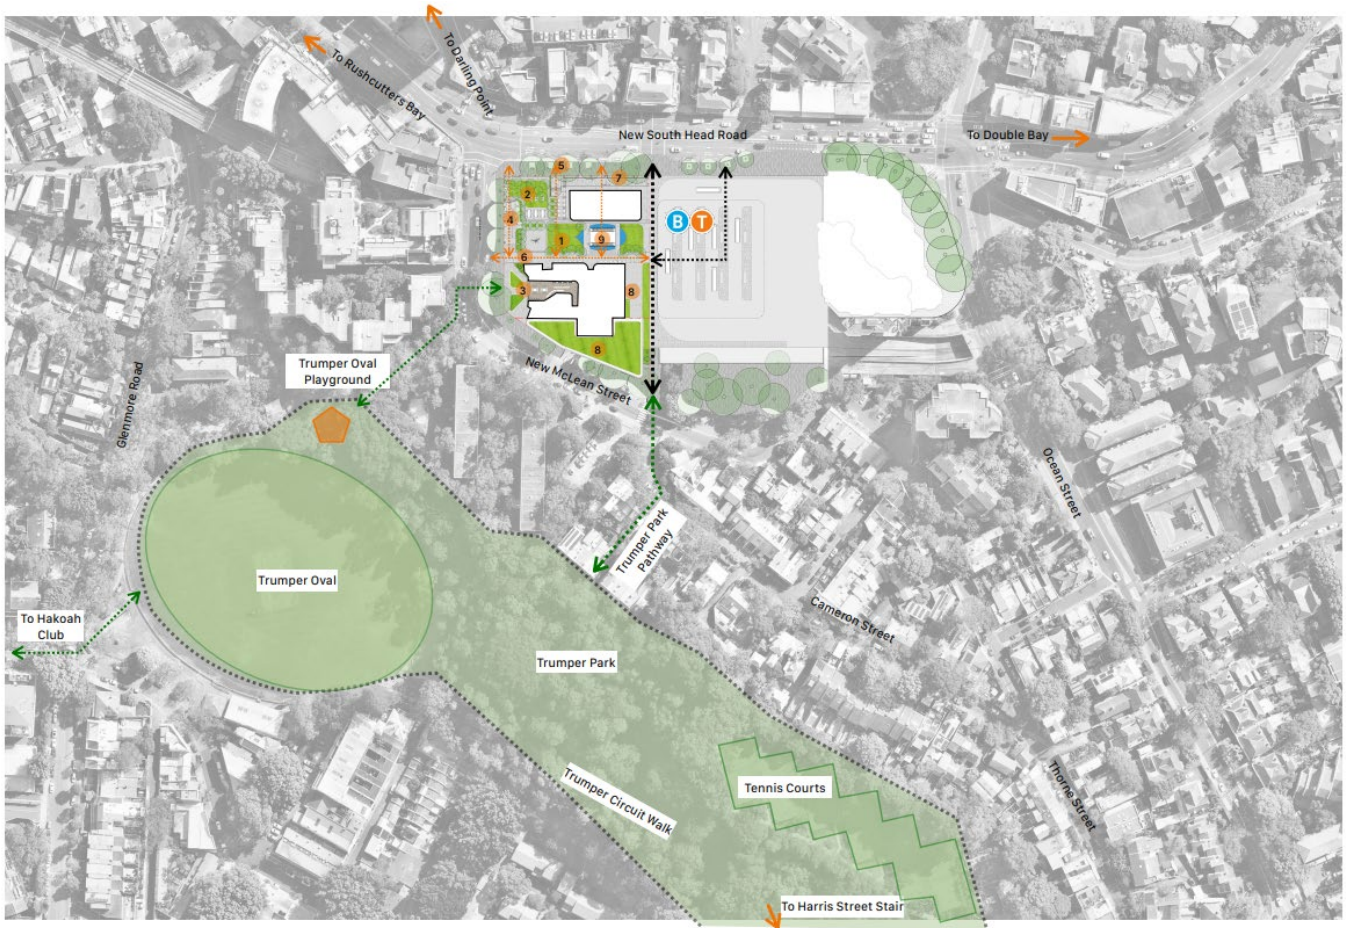 To Darling Point
To Rushcutters Bay
New South Head Road
To Double Bay
5
7
2
4
B T
1
9
6
3
8
8
New McLean Street
Trumper Oval
Playground
Glenmore Road
Ocean Street
Trumper Park
Pathway
Trumper Oval
Cameron Street
To Hakoah
Club
Trumper Park
Thorne Street
Tennis Courts
Trumper Circuit Walk
To Harris Street Stair